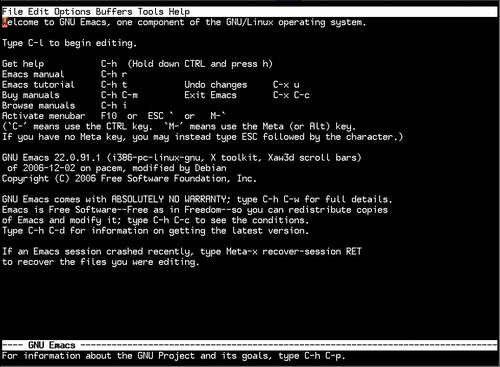 File Edit Options Buffers Tools Help
Welcome to GNU Emacs, one component of the GNU/Linux operating system.
Type C-l to begin editing.
Get help C-h (Hold down CTRL and press h)
Emacs manual C-h r
Emacs tutorial C-h t Undo changes C-x u
Buy manuals C-h C-m Exit Emacs C-x C-c
Browse manuals C-h i
Activate menubar F10 or ESC ` or M-`
(`C-' means use the CTRL key. `M-' means use the Meta (or Alt) key.
If you have no Meta key, you may instead type ESC followed by the character.)
GNU Emacs 22.0.91.1 (i386-pc-linux-gnu, X toolkit, Xaw3d scroll bars)
of 2006-12-02 on pacem, modified by Debian
Copyright (C) 2006 Free Software Foundation, Inc.
GNU Emacs comes with ABSOLUTELY NO WARRANTY; type C-h C-w for full details.
Emacs is Free Software--Free as in Freedom--so you can redistribute copies
of Emacs and modify it; type C-h C-c to see the conditions.
Type C-h C-d for information on getting the latest version.
If an Emacs session crashed recently, type Meta-x recover-session RET
to recover the files you were editing.
---- GNU Emacs ----
For information about the GNU Project and its goals, type C-h C-p.